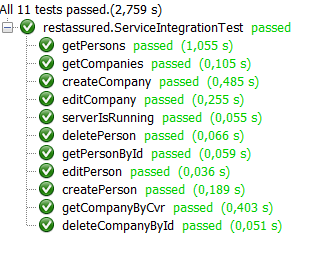 All 11 tests passed.(2,759 s)
restassured.ServiceIntegrationTest passed
getPersons passed (1,055 s)
getCompanies passed (0,105 s)
createCompany passed (0,485 s)
editCompany passed (0,255 s)
serverIsRunning passed (0,055 s)
deletePerson passed (0,066 s)
getPersonById passed (0,059 s)
editPerson passed (0,036 s)
createPerson passed (0,189 s)
getCompanyByCvr passed (0,403 s)
deleteCompanyById passed (0,051 s)